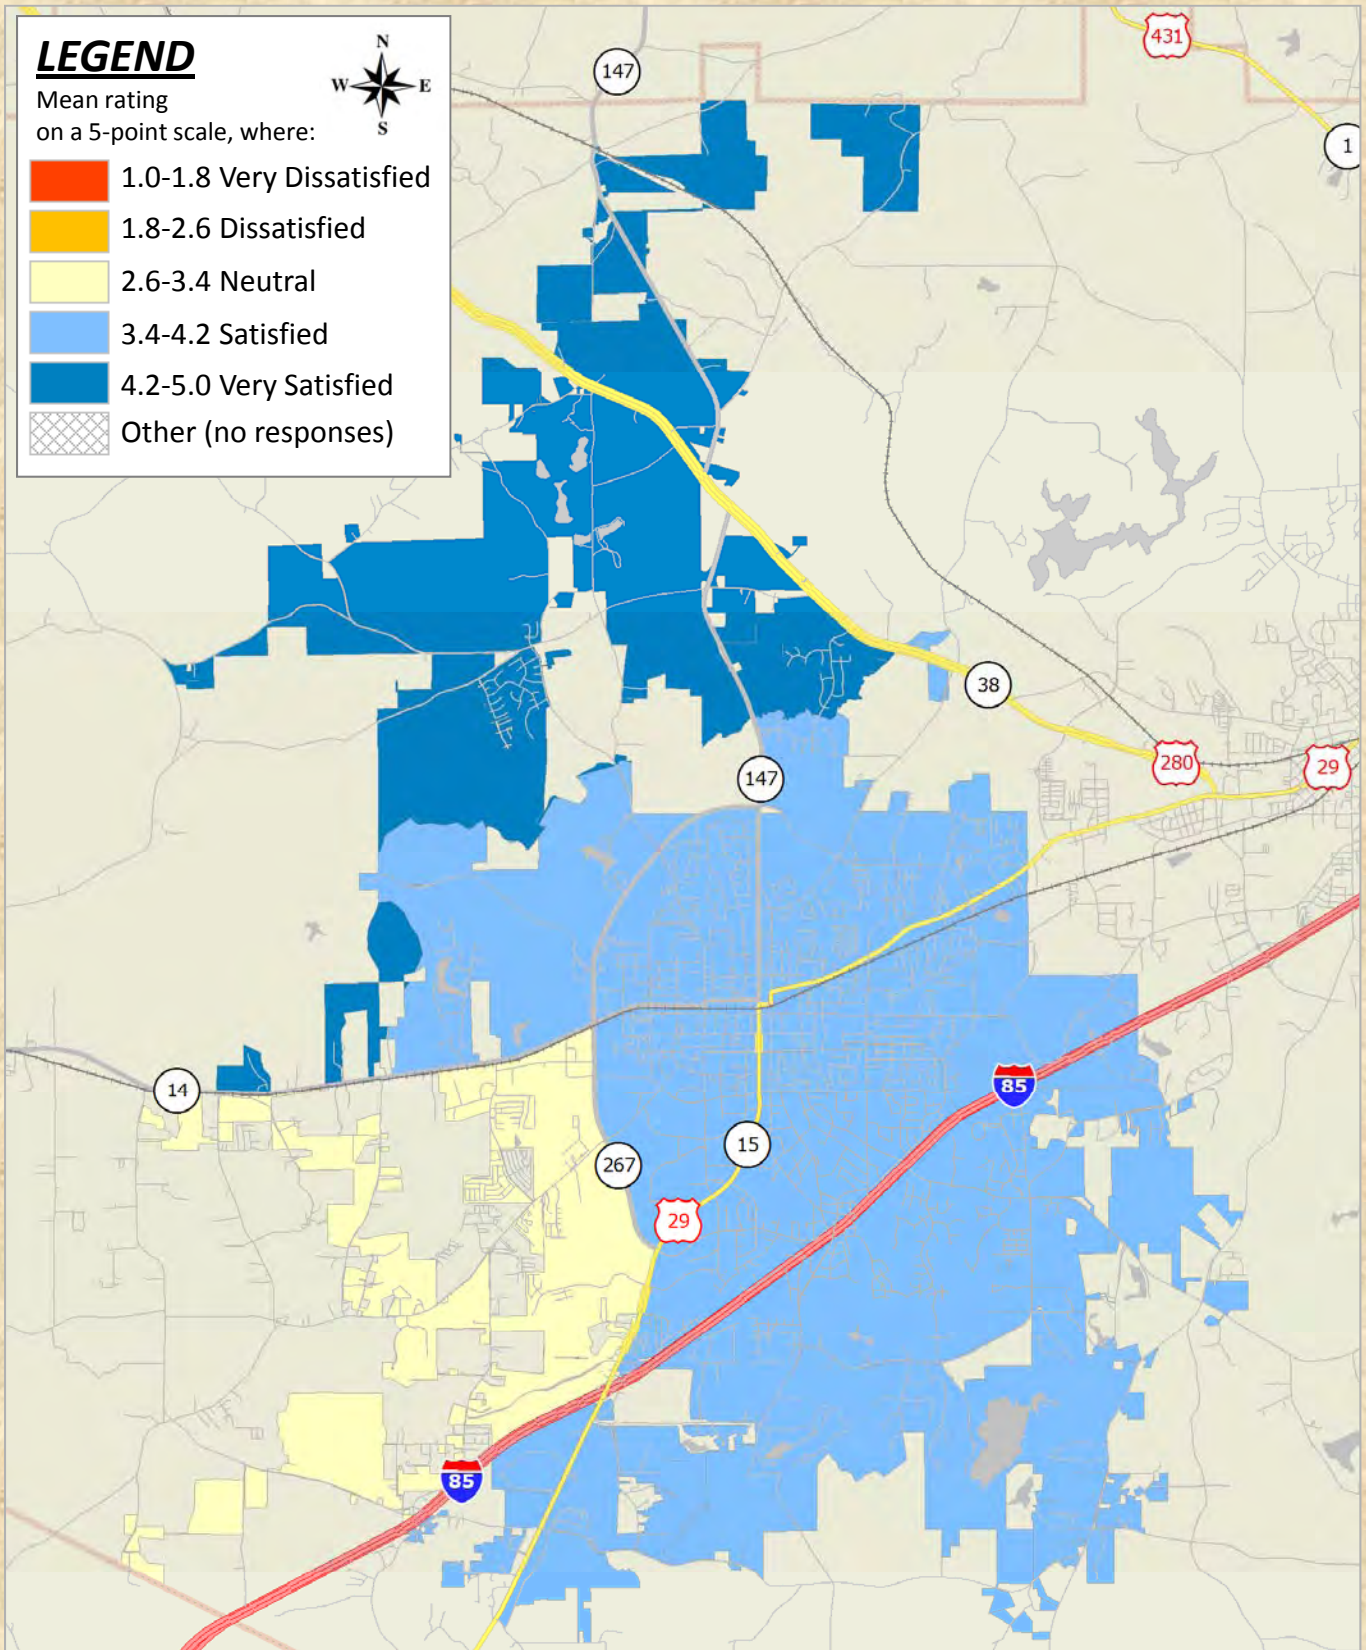 LEGEND
Mean rating
on a 5-point scale, where:
1.0-1.8 Very Dissatisfied
1.8-2.6 Dissatisfied
2.6-3.4 Neutral
3.4-4.2 Satisfied
4.2-5.0 Very Satisfied
Other (no responses)
N
W
E
S
431
147
1
38
280
29
147
14
85
15
267
29
85